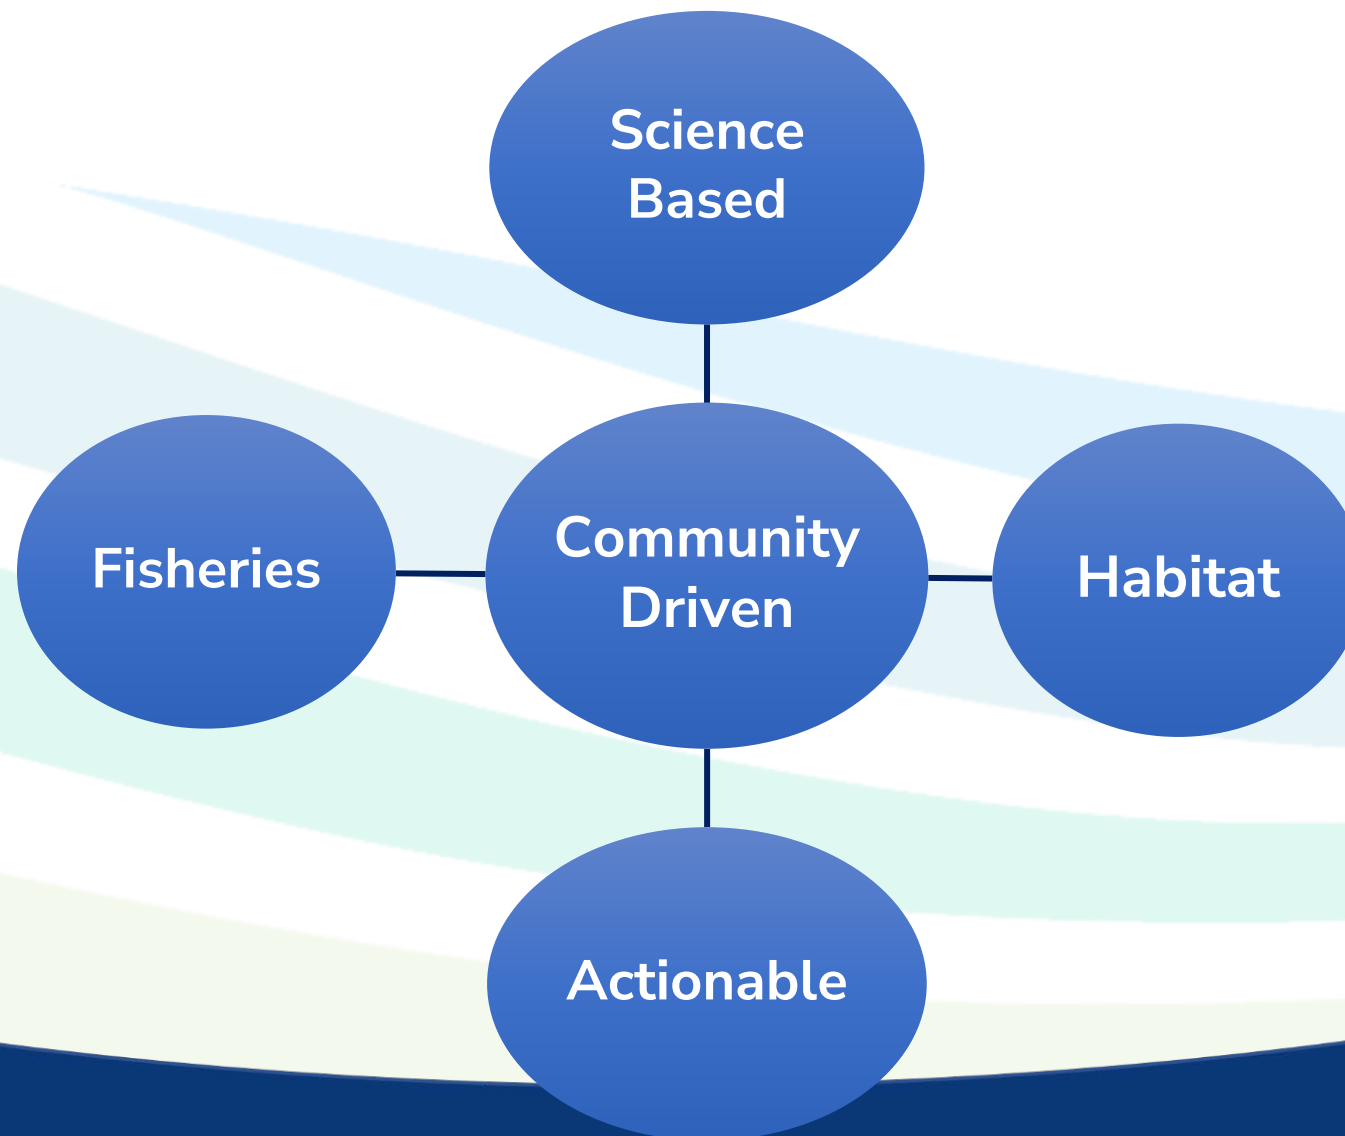 Science
Based
Fisheries
Community
Driven
Habitat
Actionable